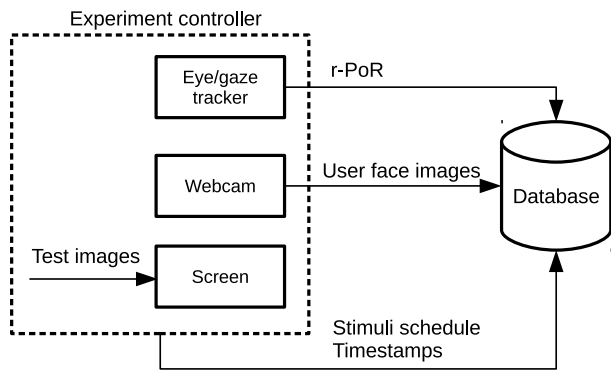 Experiment controller
Eye/gaze
tracker
r-PoR
Webcam
User face images
Database
Test images
Screen
Stimuli schedule
Timestamps